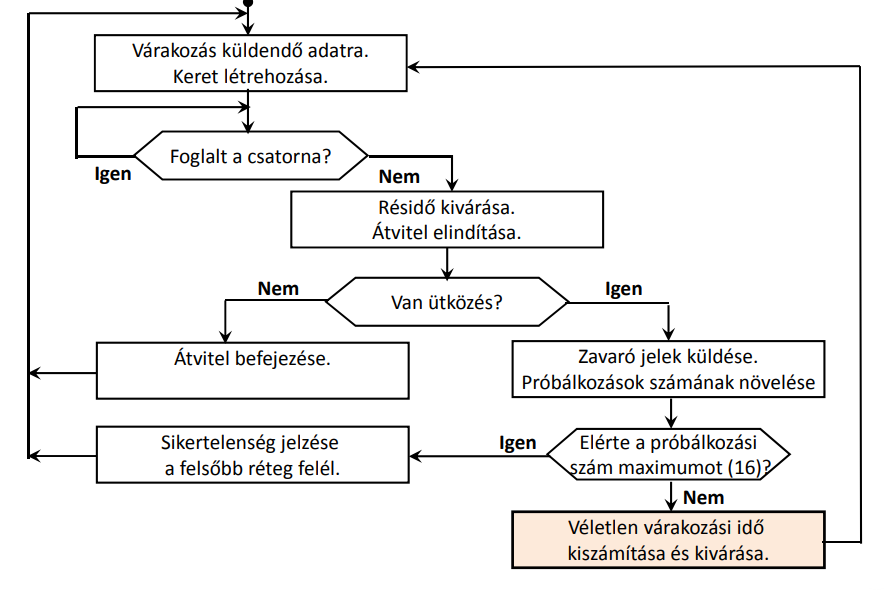 Várakozás küldendő adatra.
Keret létrehozása.
Foglalt a csatorna?
Igen
Nem
Résidő kivárása.
Átvitel elindítása.
Nem
Van ütközés?
Igen
Átvitel befejezése.
Zavaró jelek küldése.
Próbálkozások számának növelése
Sikertelenség jelzése
a felsőbb réteg felél.
Igen
Elérte a próbálkozási
szám maximumot (16)?
Nem
Véletlen várakozási idő
kiszámítása és kivárása.